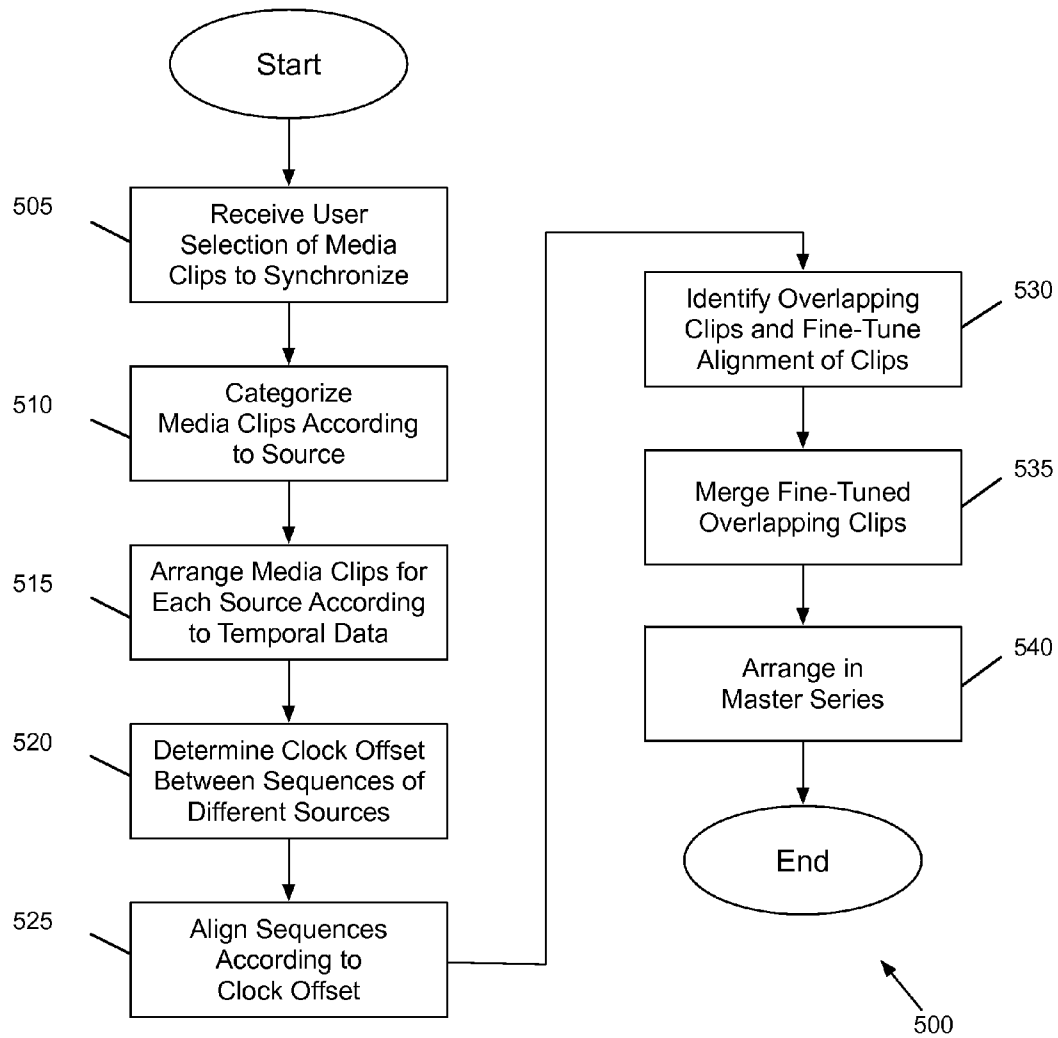 Start
505
Receive User
Selection of Media
Clips to Synchronize
510
Categorize
Media Clips According
to Source
515
Arrange Media Clips for
Each Source According
to Temporal Data
520
Determine Clock Offset
Between Sequences of
Different Sources
525
Align Sequences
According to
Clock Offset
530
Identify Overlapping
Clips and Fine-Tune
Alignment of Clips
535
Merge Fine-Tuned
Overlapping Clips
540
Arrange in
Master Series
End
500